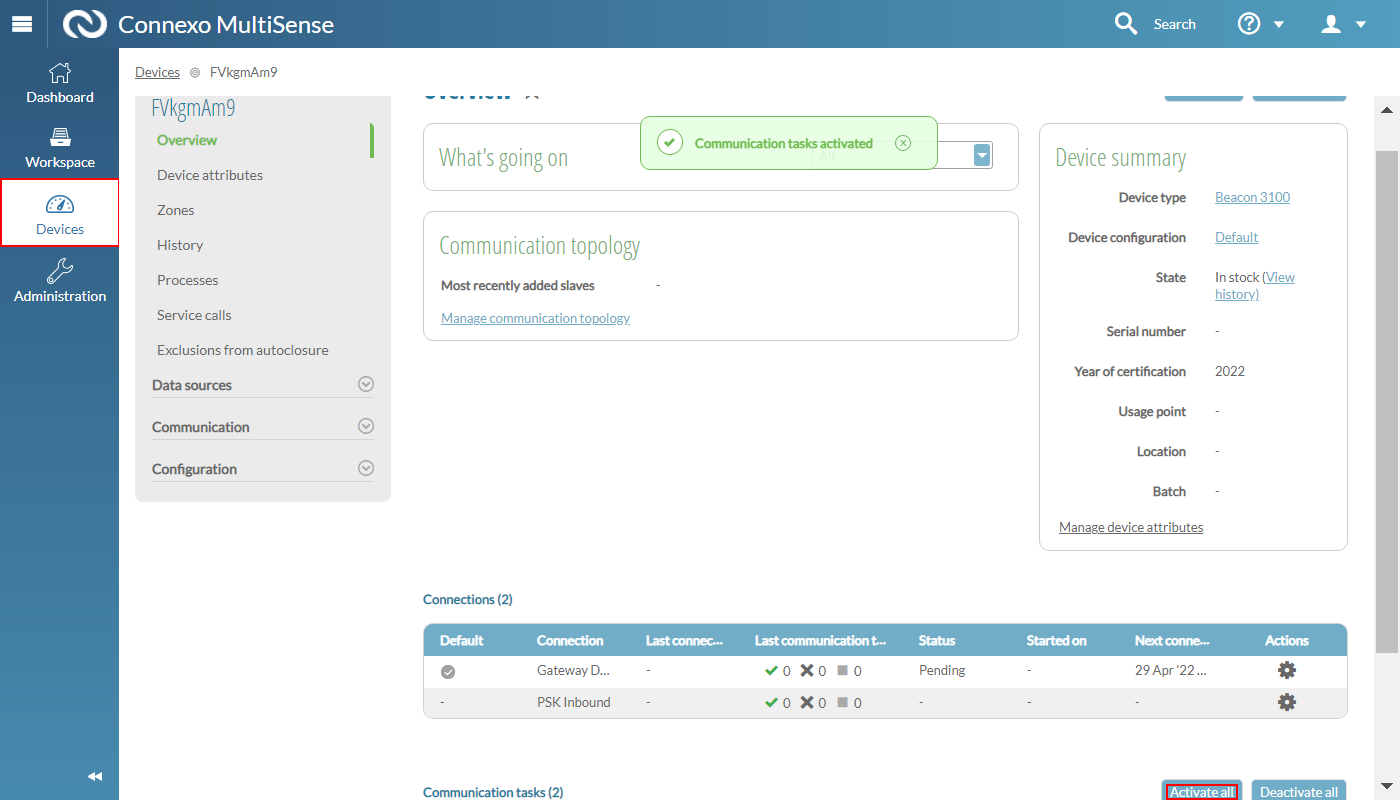 Connexo MultiSense
Search
Dashboard
Workspace
Devices
Administration
Devices FVkgmAm9
FVkgmAm9
Overview
Device attributes
Zones
History
Processes
Service calls
Exclusions from autoclosure
Data sources
Communication
Configuration
Overview
What's going on
All
Communication tasks activated
Communication topology
Most recently added slaves -
Manage communication topology
Device summary
Device type Beacon 3100
Device configuration Default
State In stock (View
history)
Serial number -
Year of certification 2022
Usage point -
Location -
Batch -
Manage device attributes
Connections (2)
Default Connection Last connec... Last communication t... Status Started on Next conne... Actions
Gateway D... - 0 0 0 Pending - 29 Apr '22 ...
- PSK Inbound - 0 0 0 - - -
Communication tasks (2)
Activate all Deactivate all